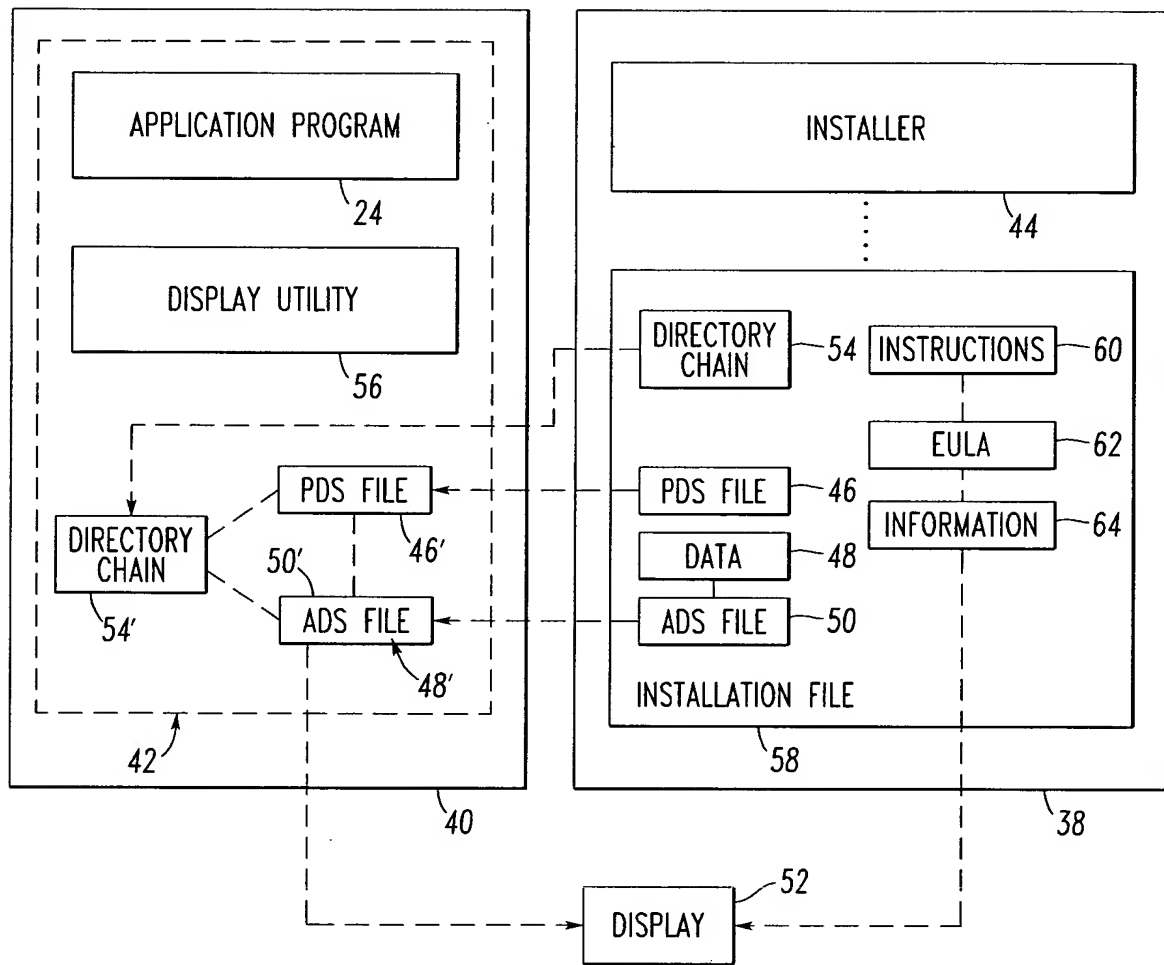 APPLICATION PROGRAM
24
DISPLAY UTILITY
56
PDS FILE
46'
DIRECTORY
CHAIN
54'
50'
ADS FILE
48'
42
40
INSTALLER
44
DIRECTORY
CHAIN
54
INSTRUCTIONS
60
EULA
62
PDS FILE
46
INFORMATION
64
DATA
48
ADS FILE
50
INSTALLATION FILE
58
38
52
DISPLAY